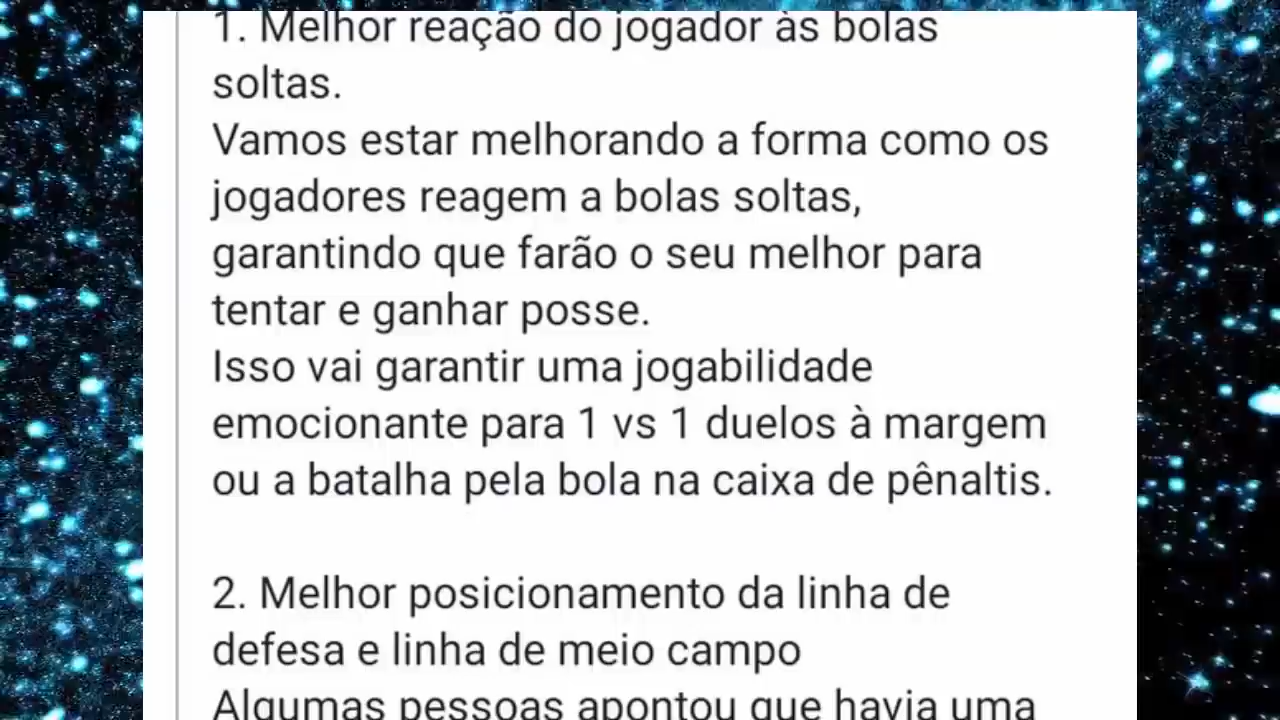 1. Melhor reação do jogador às bolas
soltas.
Vamos estar melhorando a forma como os
jogadores reagem a bolas soltas,
garantindo que farão o seu melhor para
tentar e ganhar posse.
Isso vai garantir uma jogabilidade
emocionante para 1 vs 1 duelos à margem
ou a batalha pela bola na caixa de pênaltis.
2. Melhor posicionamento da linha de
defesa e linha de meio campo
Algumas pessoas apontou que havia uma